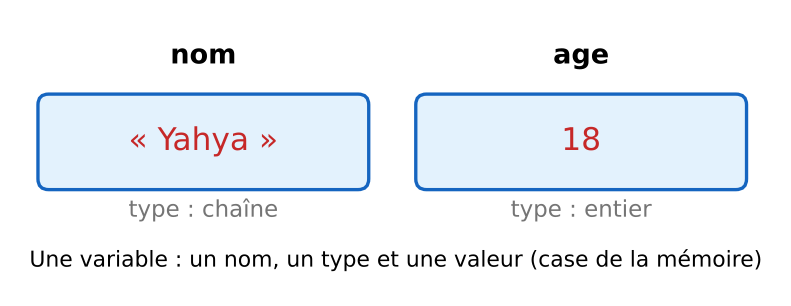 nom
age
« Yahya »
18
type : chaîne
type : entier
Une variable : un nom, un type et une valeur (case de la mémoire)